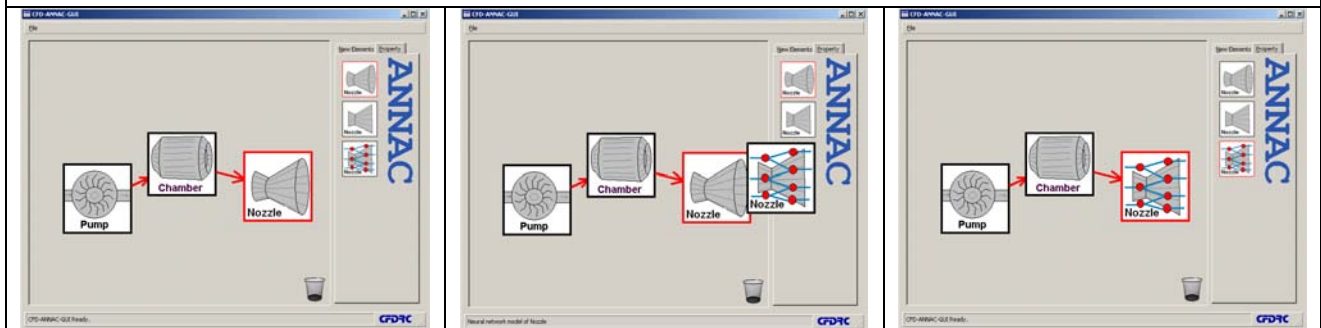 CFD-ANNAC-GUI
File
New Elements Property
Nozzle
Nozzle
Nozzle
ANNAC
Pump
Chamber
Nozzle
CFD-ANNAC-GUI Ready.
CFDRC
CFD-ANNAC-GUI
File
New Elements Property
Nozzle
Nozzle
ANNAC
Pump
Chamber
Nozzle
Nozzle
Neural network model of Nozzle
CFDRC
CFD-ANNAC-GUI
File
New Elements Property
Nozzle
Nozzle
Nozzle
ANNAC
Pump
Chamber
Nozzle
CFD-ANNAC-GUI Ready.
CFDRC